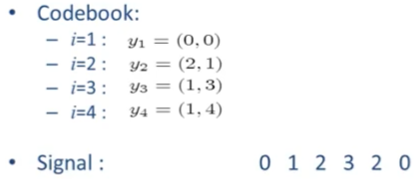 • Codebook:
– i=1 : y₁ = (0, 0)
– i=2 : y₂ = (2, 1)
– i=3 : y₃ = (1, 3)
– i=4 : y₄ = (1, 4)
• Signal : 0 1 2 3 2 0